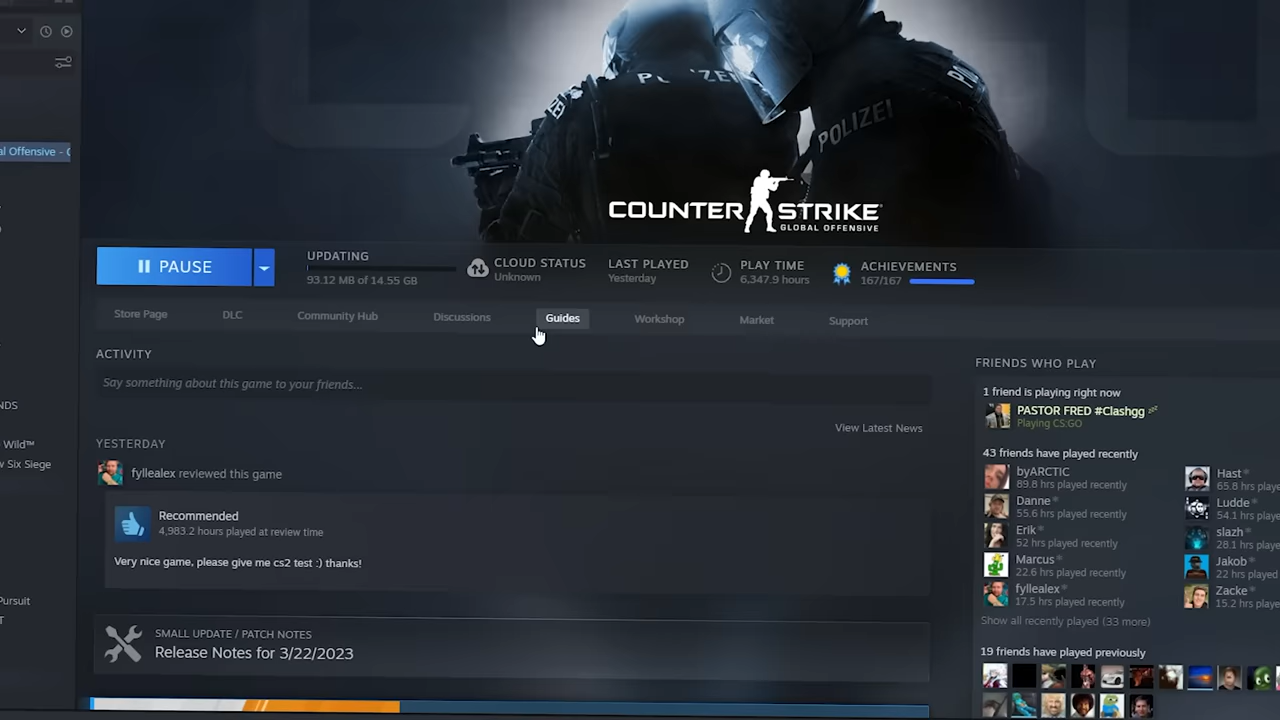 POLIZEI
COUNTER STRIKE
GLOBAL OFFENSIVE
al Offensive -
PAUSE
UPDATING
93.12 MB of 14.55 GB
CLOUD STATUS
Unknown
LAST PLAYED
Yesterday
PLAY TIME
6,347.9 hours
ACHIEVEMENTS
167/167
Store Page
DLC
Community Hub
Discussions
Guides
Workshop
Market
Support
ACTIVITY
Say something about this game to your friends...
View Latest News
YESTERDAY
fyllealex reviewed this game
Recommended
4,983.2 hours played at review time
Very nice game, please give me cs2 test :) thanks!
SMALL UPDATE / PATCH NOTES
Release Notes for 3/22/2023
NDS
Wild™
Six Siege
Pursuit
FRIENDS WHO PLAY
1 friend is playing right now
PASTOR FRED #Clashgg
Playing CS:GO
43 friends have played recently
byARCTIC
89.8 hrs played recently
Danne
55.6 hrs played recently
Erik
52 hrs played recently
Marcus
22.6 hrs played recently
fyllealex
17.5 hrs played recently
Hast
65.8 hrs playe
Ludde
54.1 hrs playe
slazh
28.1 hrs playe
Jakob
22 hrs played
Zacke
15.2 hrs playe
Show all recently played (33 more)
19 friends have played previously